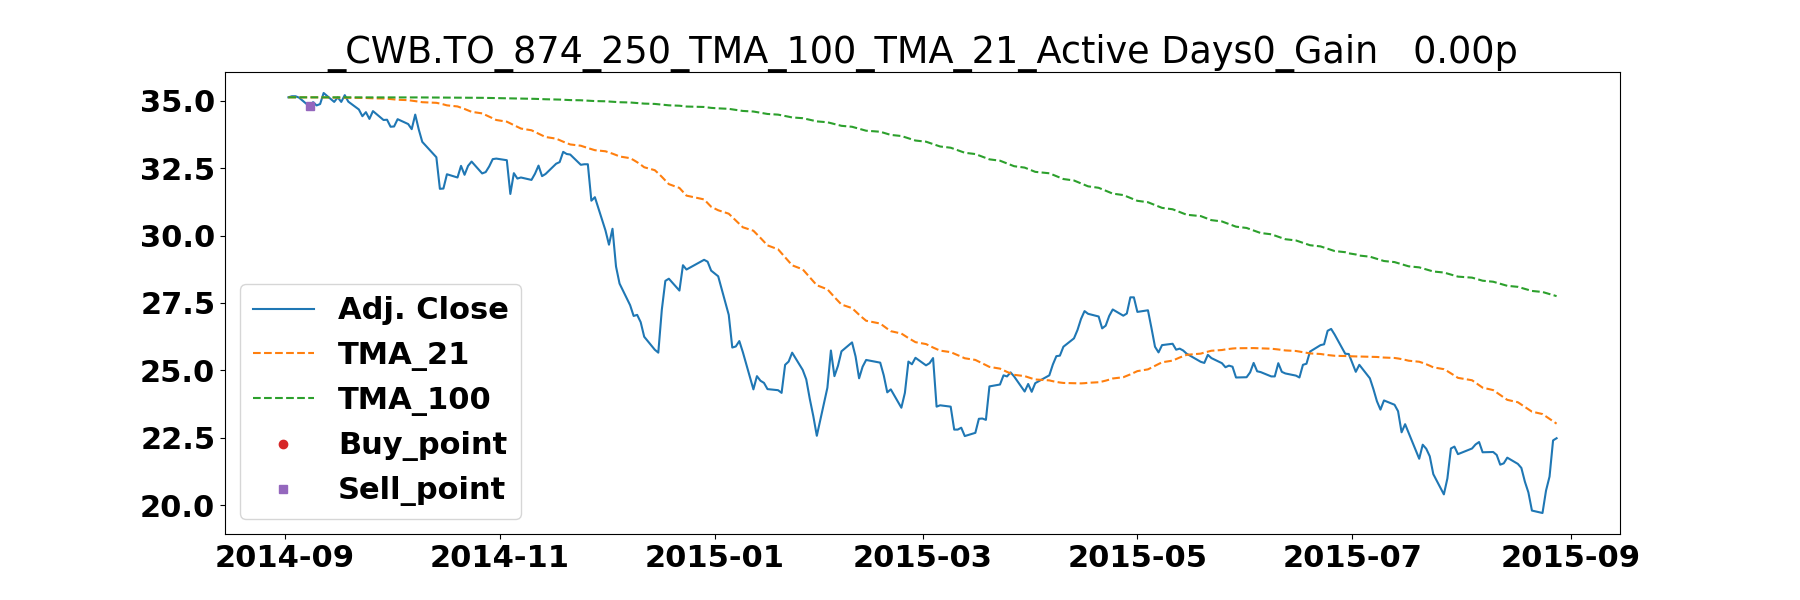 _CWB.TO_874_250_TMA_100_TMA_21_Active Days0_Gain   0.00p
35.0
32.5
30.0
27.5
25.0
22.5
20.0
Adj. Close
TMA_21
TMA_100
Buy_point
Sell_point
2014-09 2014-11 2015-01 2015-03 2015-05 2015-07 2015-09